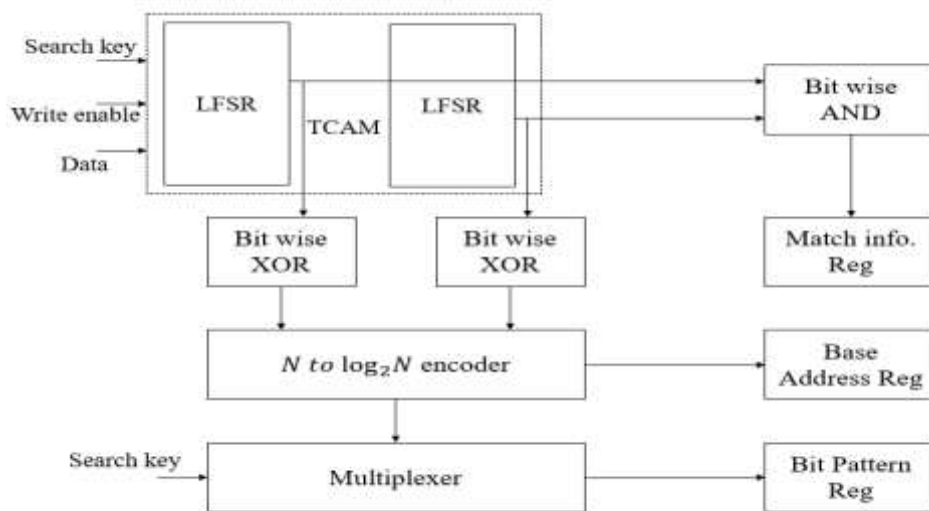 Search key
Write enable
Data
LFSR
TCAM
LFSR
Bit wise
AND
Bit wise
XOR
Bit wise
XOR
Match info.
Reg
N to log₂N encoder
Base
Address Reg
Search key
Multiplexer
Bit Pattern
Reg